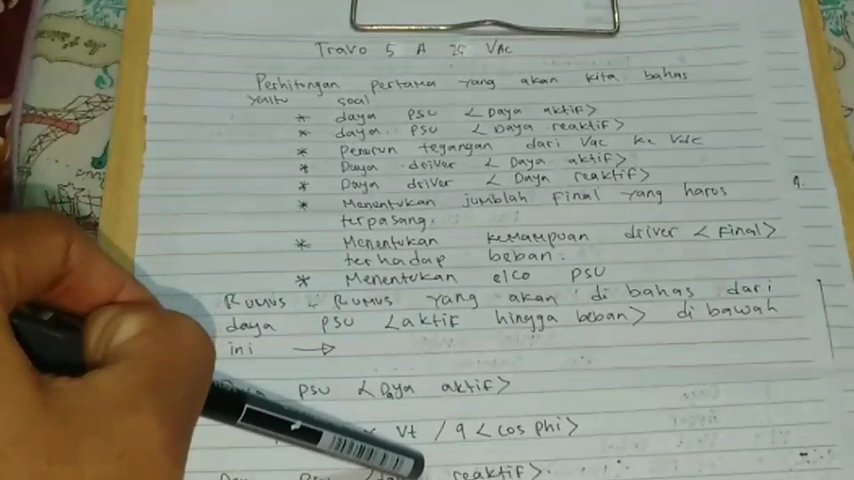 Travo 5 A 25 VAc
Perhitongan pertama yang akan kita bahas
yaitu soal
* daya PSU < Daya aktif>
* daya PSU < Daya reaktif>
* Penurun tegangan dari Vac ke Vdc
* Daya driver < Daya aktif>
* Daya driver < Daya reaktif>
* Menentukan jumblah final yang harus
terpasang.
* Menentukan kemampuan driver < final>
terhadap beban.
* Menentukan elco PSU
Rumus - Rumus yang akan di bahas dari
daya PSU <aktif hingga beban> di bawah
ini →
PSU < Daya aktif>
Vt / 9 < cos phi>
reaktif>.